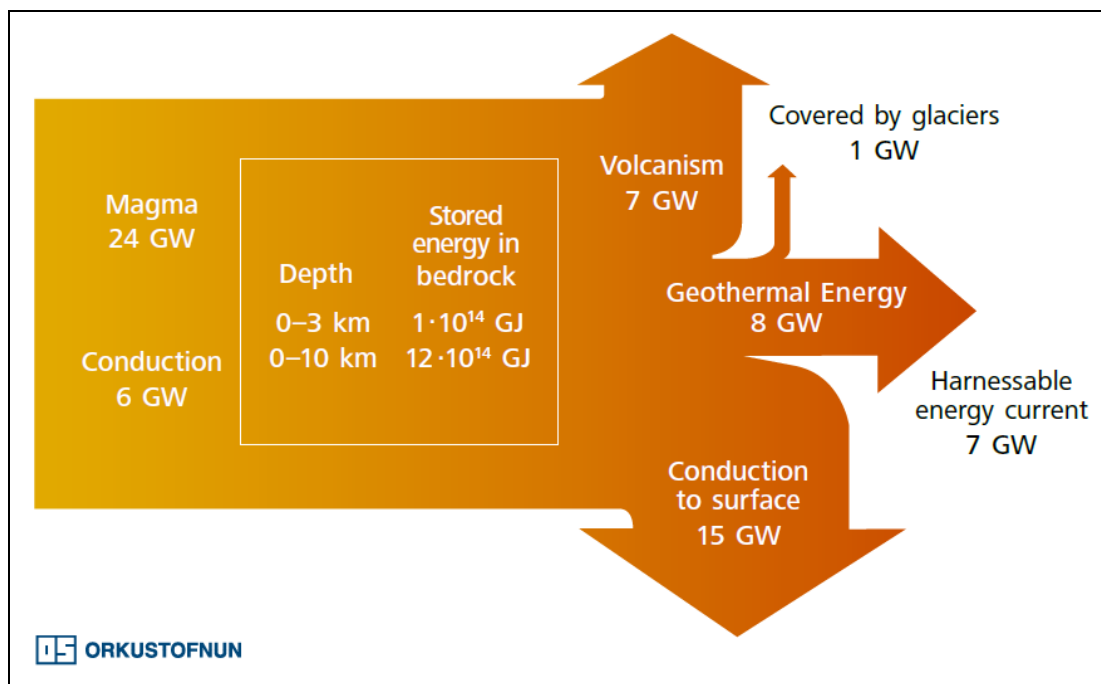 Magma
24 GW
Conduction
6 GW
Depth
Stored
energy in
bedrock
0–3 km 1·10¹⁴ GJ
0–10 km 12·10¹⁴ GJ
Volcanism
7 GW
Covered by glaciers
1 GW
Geothermal Energy
8 GW
Harnessable
energy current
7 GW
Conduction
to surface
15 GW
OS ORKUSTOFNUN